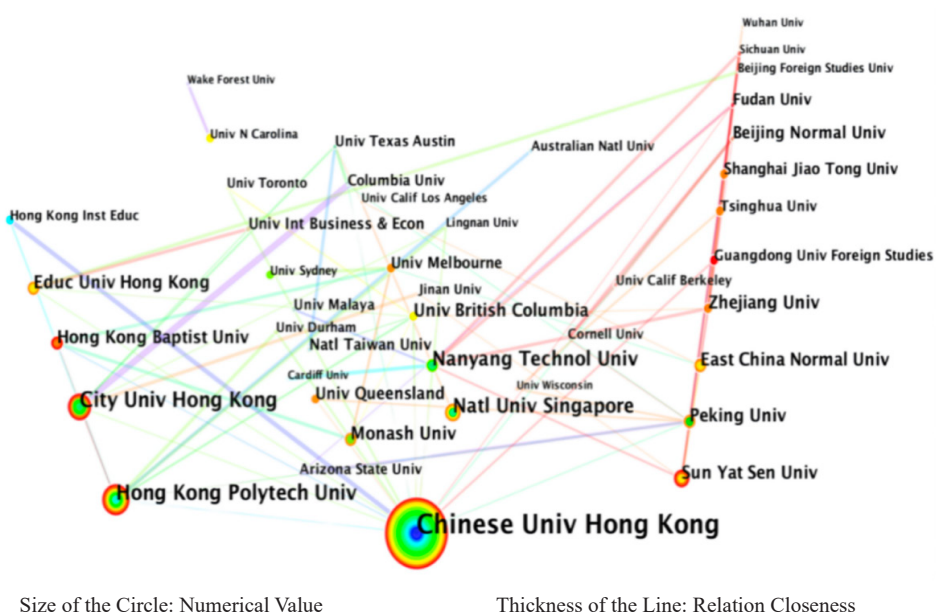 Wuhan Univ
Sichuan Univ
Beijing Foreign Studies Univ
Wake Forest Univ
Fudan Univ
Univ N Carolina
Beijing Normal Univ
Univ Texas Austin
Australian Natl Univ
Shanghai Jiao Tong Univ
Univ Toronto
Columbia Univ
Univ Calif Los Angeles
Tsinghua Univ
Hong Kong Inst Educ
Univ Int Business & Econ
Lingnan Univ
Guangdong Univ Foreign Studies
Univ Melbourne
Univ Sydney
Educ Univ Hong Kong
Univ Calif Berkeley
Jinan Univ
Univ Malaya
Zhejiang Univ
Univ British Columbia
Univ Durham
Cornell Univ
Hong Kong Baptist Univ
Natl Taiwan Univ
Nanyang Technol Univ
East China Normal Univ
Cardiff Univ
Univ Wisconsin
Univ Queensland
City Univ Hong Kong
Natl Univ Singapore
Peking Univ
Monash Univ
Arizona State Univ
Sun Yat Sen Univ
Hong Kong Polytech Univ
Chinese Univ Hong Kong
Size of the Circle: Numerical Value
Thickness of the Line: Relation Closeness